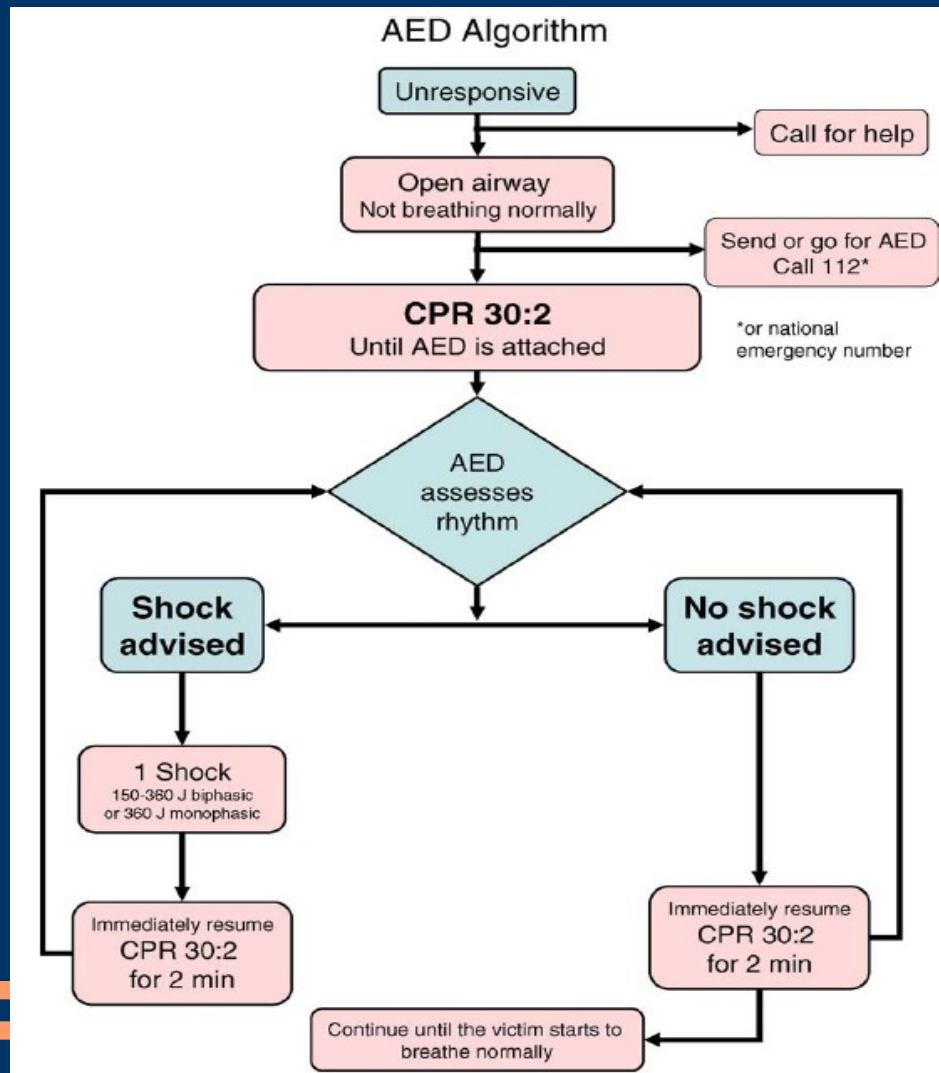 AED Algorithm
Unresponsive
Call for help
Open airway
Not breathing normally
Send or go for AED
Call 112*
CPR 30:2
Until AED is attached
*or national
emergency number
AED
assesses
rhythm
Shock
advised
No shock
advised
1 Shock
150-360 J biphasic
or 360 J monophasic
Immediately resume
CPR 30:2
for 2 min
Immediately resume
CPR 30:2
for 2 min
Continue until the victim starts to
breathe normally